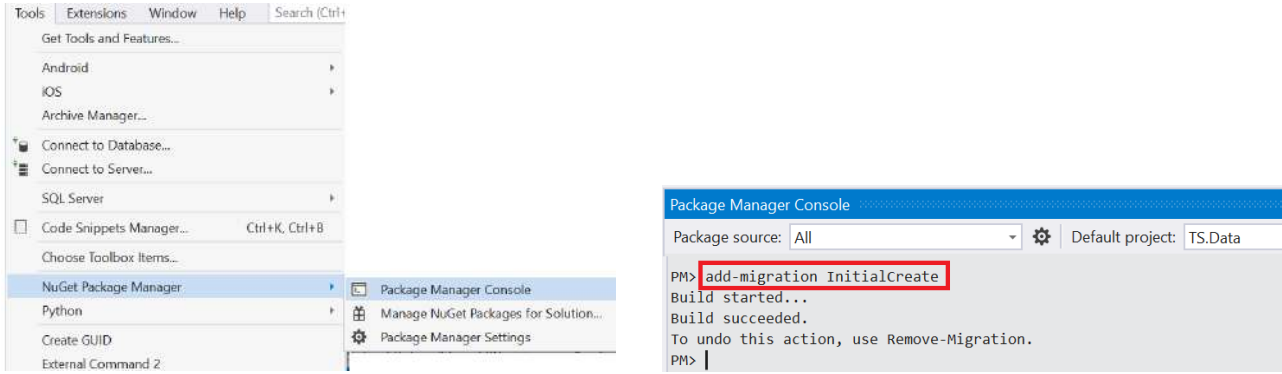 Tools Extensions Window Help Search (Ctrl+
Get Tools and Features...
Android
iOS
Archive Manager...
Connect to Database...
Connect to Server...
SQL Server
Code Snippets Manager... Ctrl+K, Ctrl+B
Choose Toolbox Items...
NuGet Package Manager
Python
Create GUID
External Command 2
Package Manager Console
Manage NuGet Packages for Solution...
Package Manager Settings
Package Manager Console
Package source: All Default project: TS.Data
PM> add-migration InitialCreate
Build started...
Build succeeded.
To undo this action, use Remove-Migration.
PM>